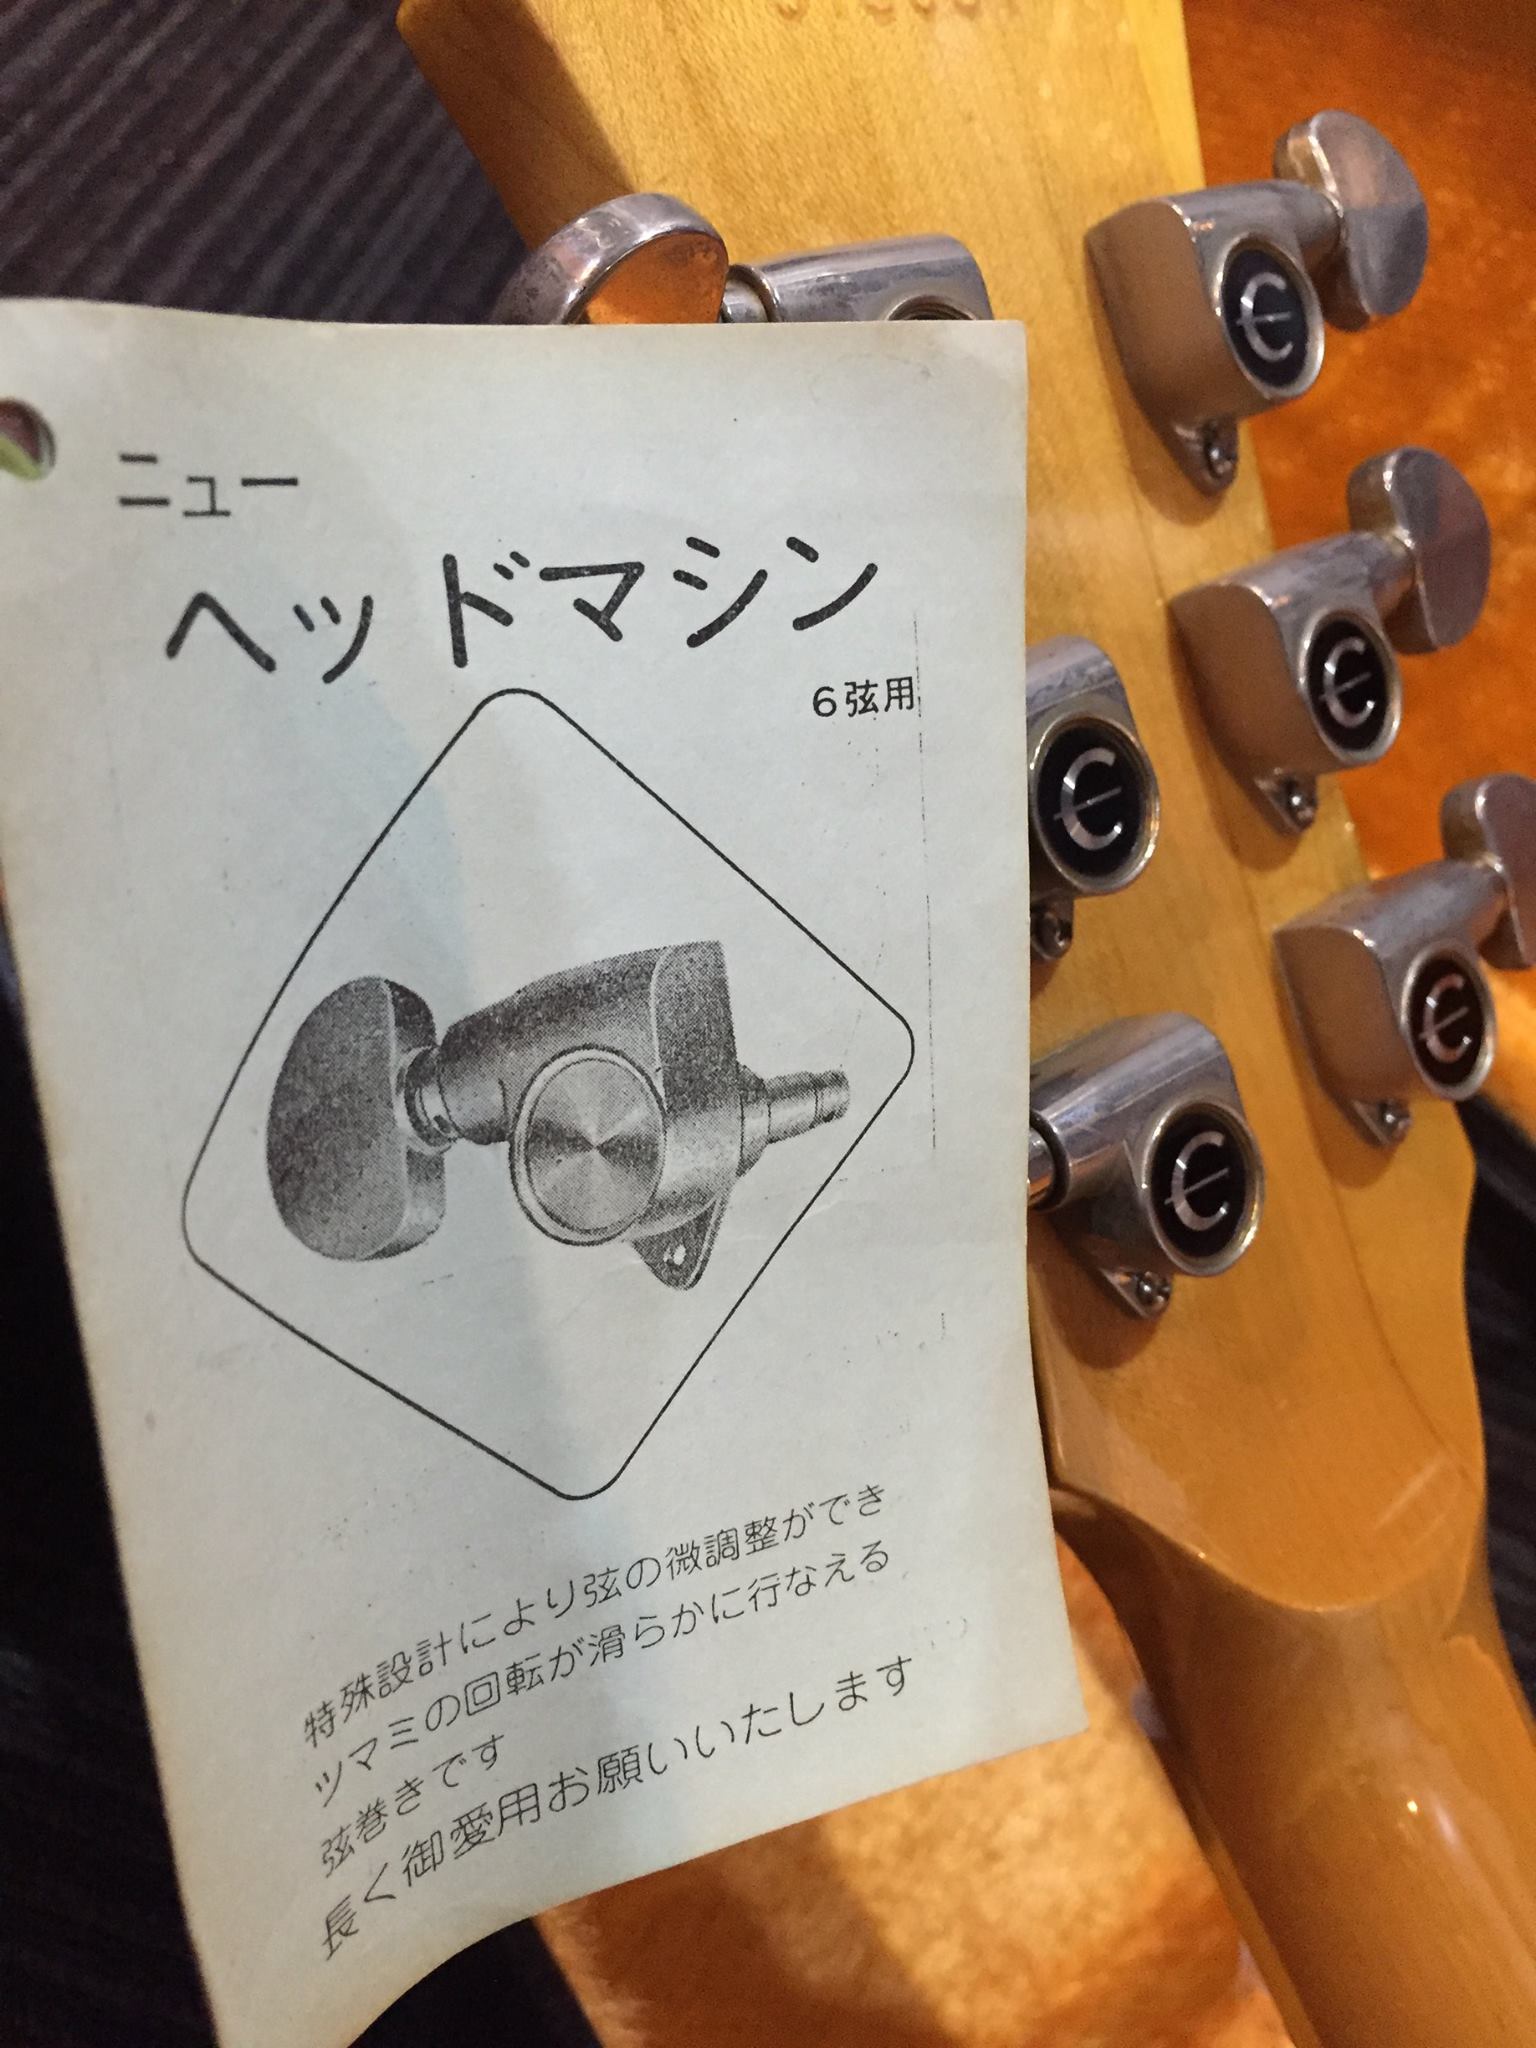 ニュー
ヘッドマシン
6弦用
特殊設計により弦の微調整ができ
ツマミの回転が滑らかに行なえる
弦巻きです
長く御愛用お願いいたします